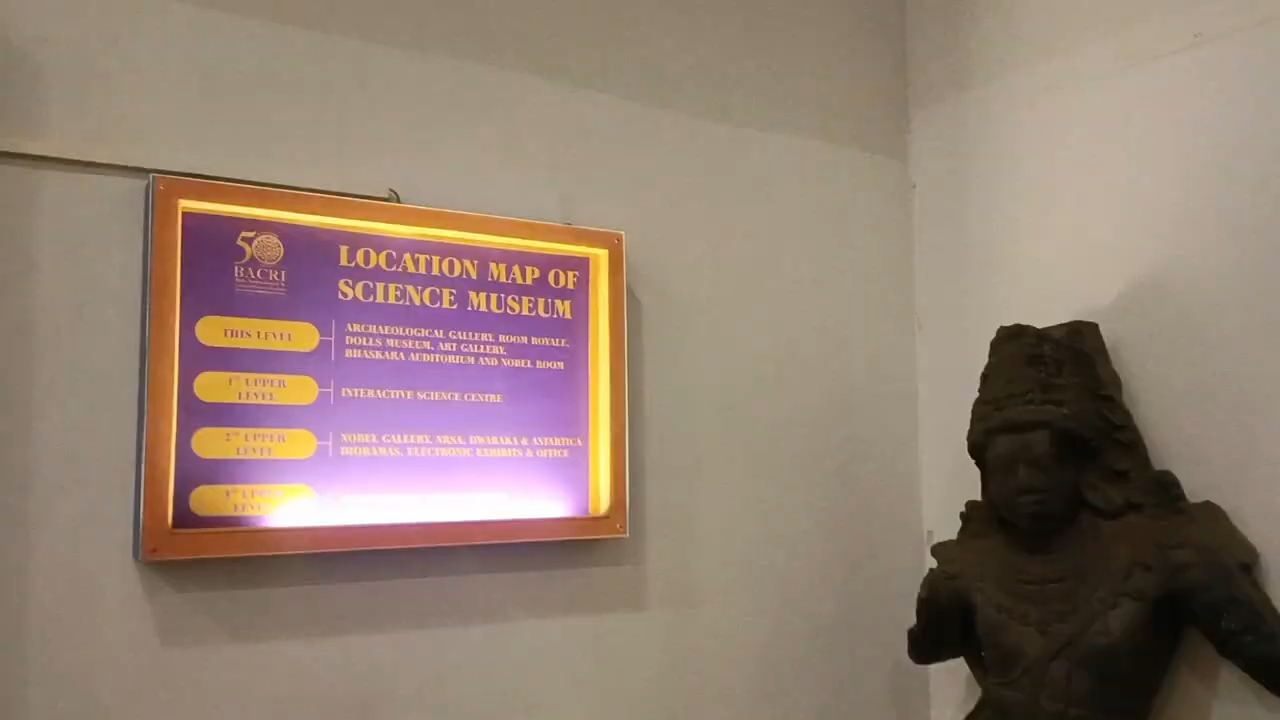 50
BACRI
LOCATION MAP OF
SCIENCE MUSEUM
THIS LEVEL
ARCHAEOLOGICAL GALLERY, ROOM ROYALE,
DOLLS MUSEUM, ART GALLERY,
BHASKARA AUDITORIUM AND NOBEL ROOM
1ST UPPER
LEVEL
INTERACTIVE SCIENCE CENTRE
2ND UPPER
LEVEL
NOBEL GALLERY, NRSA, DWARAKA & ANTARTICA
DIORAMAS, ELECTRONIC EXHIBITS & OFFICE
UPPER
LEVEL